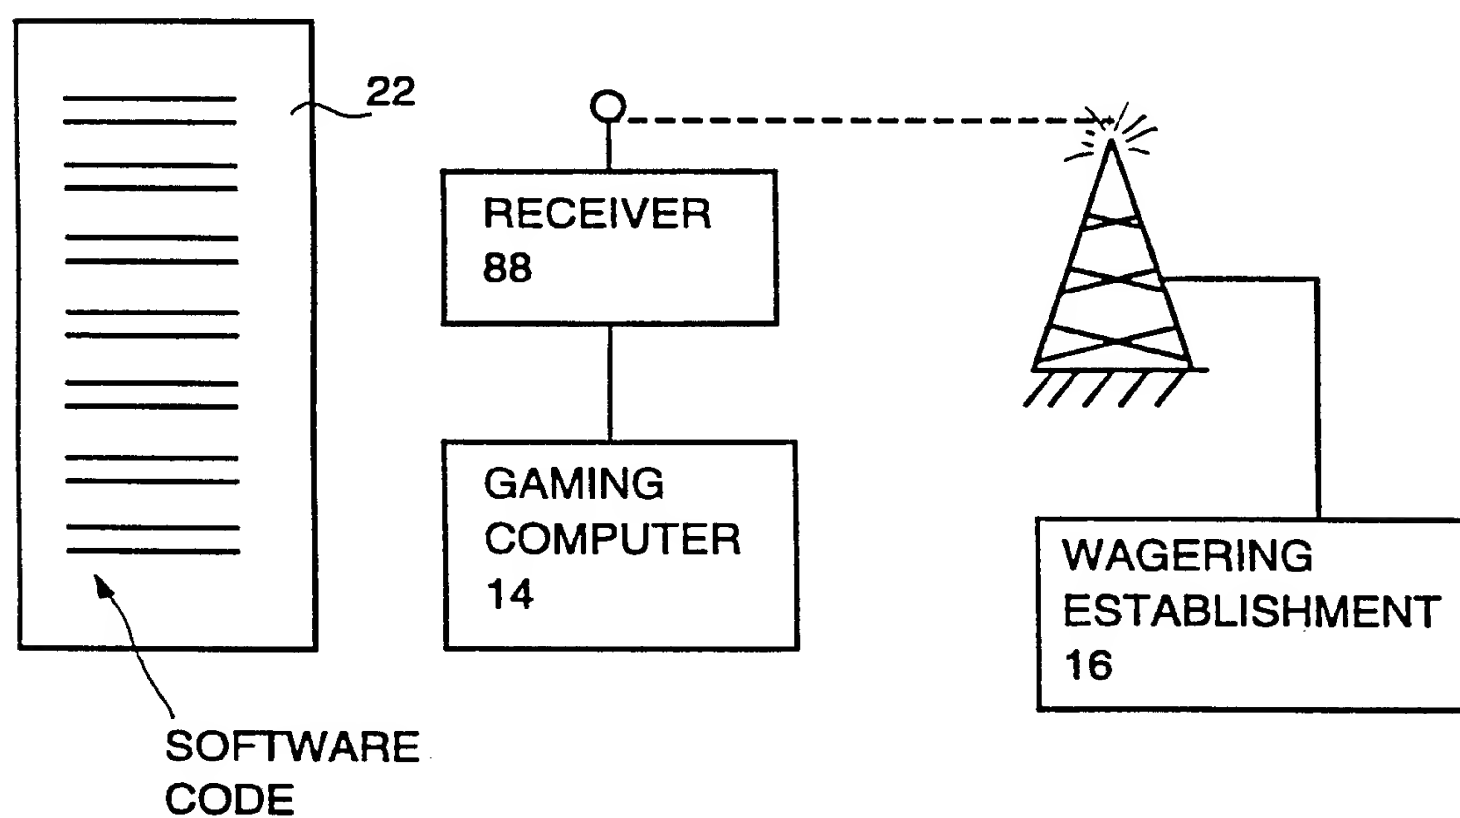 22
RECEIVER
88
GAMING
COMPUTER
14
WAGERING
ESTABLISHMENT
16
SOFTWARE
CODE